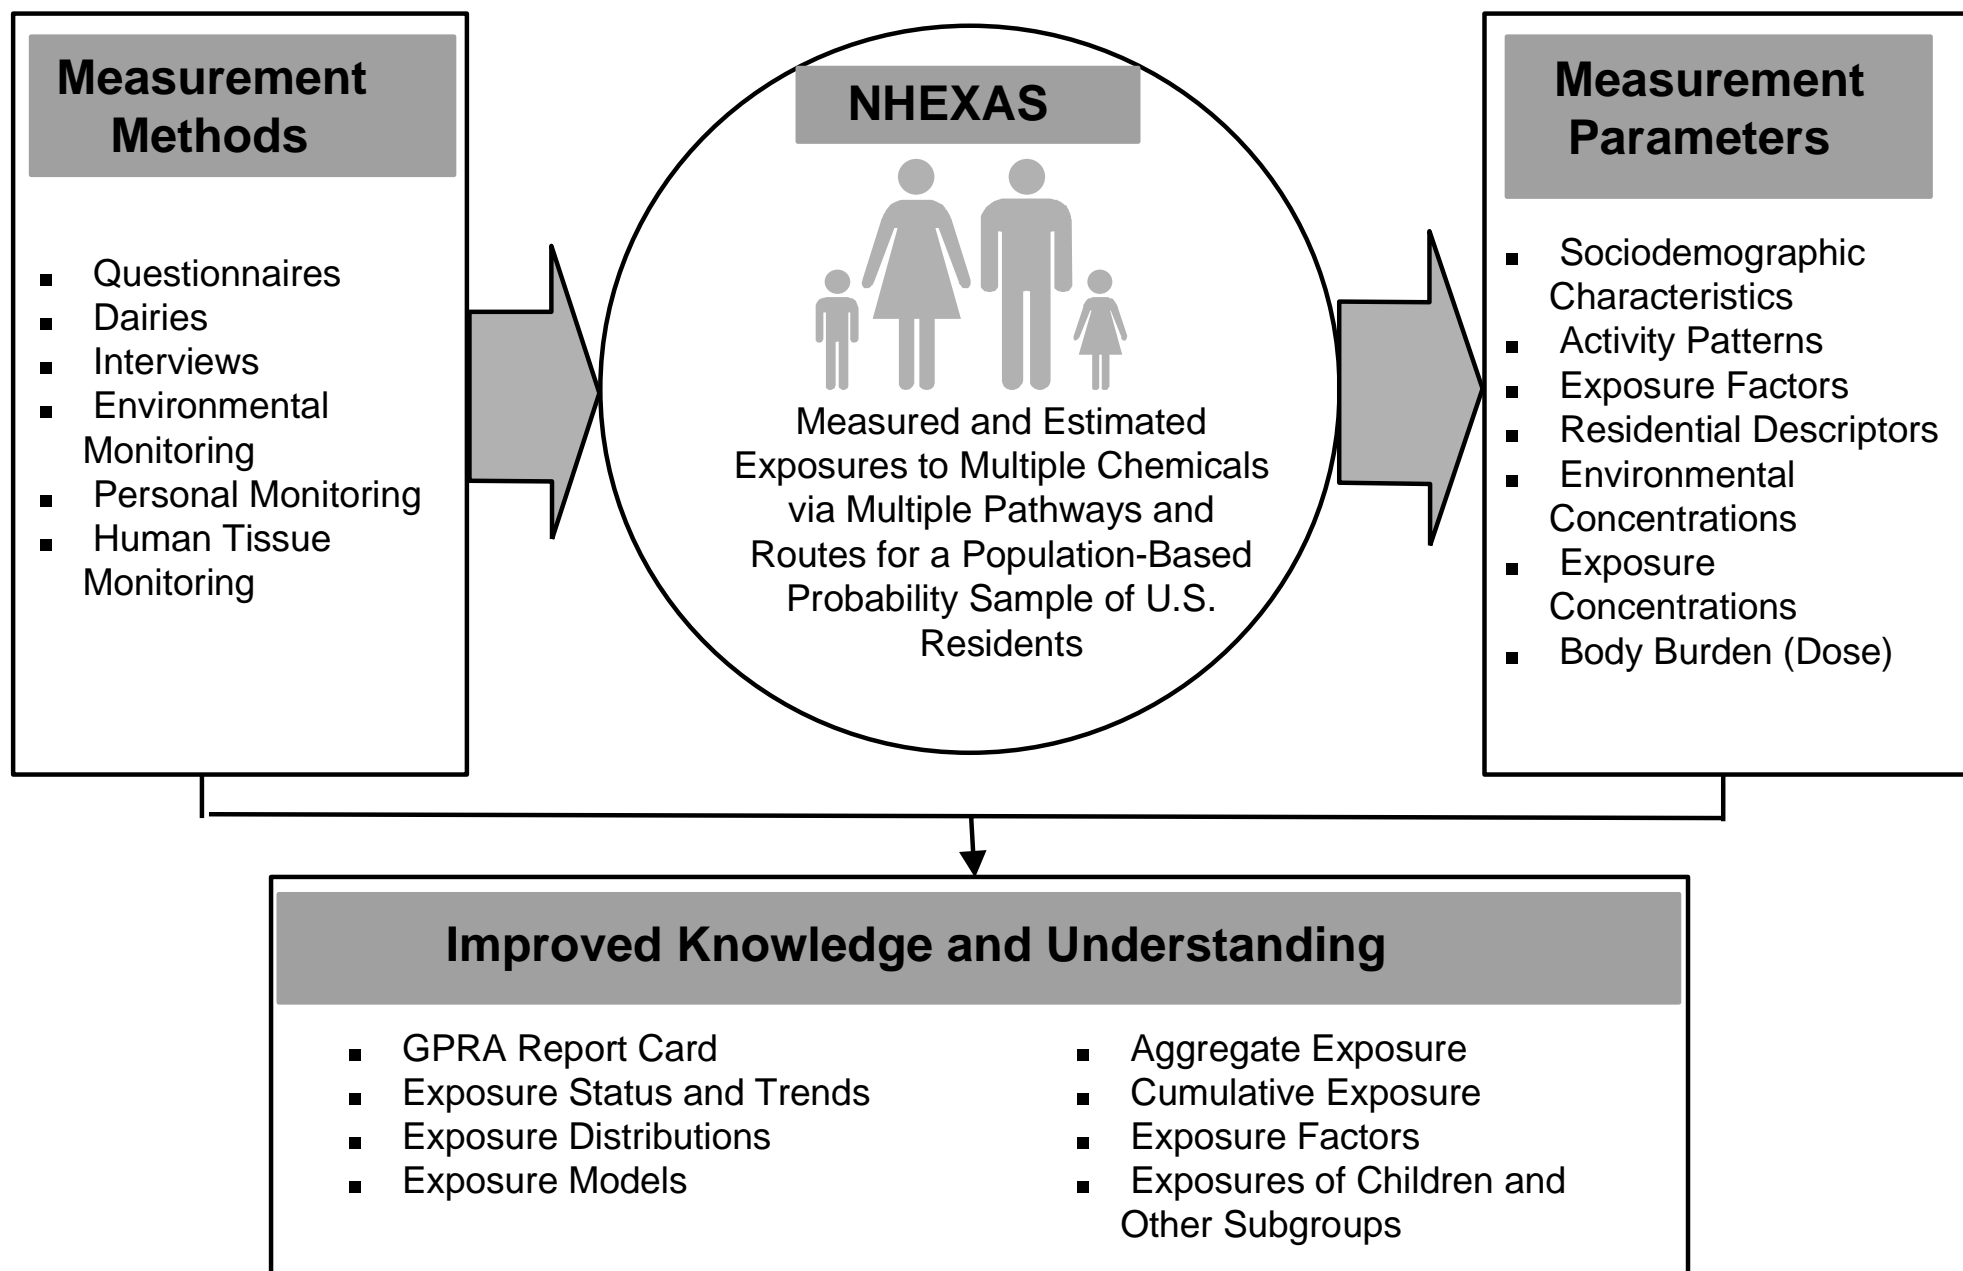 Measurement
Methods
■ Questionnaires
■ Dairies
■ Interviews
■ Environmental
Monitoring
■ Personal Monitoring
■ Human Tissue
Monitoring
NHEXAS
Measured and Estimated
Exposures to Multiple Chemicals
via Multiple Pathways and
Routes for a Population-Based
Probability Sample of U.S.
Residents
Measurement
Parameters
■ Sociodemographic
Characteristics
■ Activity Patterns
■ Exposure Factors
■ Residential Descriptors
■ Environmental
Concentrations
■ Exposure
Concentrations
■ Body Burden (Dose)
Improved Knowledge and Understanding
■ GPRA Report Card
■ Exposure Status and Trends
■ Exposure Distributions
■ Exposure Models
■ Aggregate Exposure
■ Cumulative Exposure
■ Exposure Factors
■ Exposures of Children and
Other Subgroups